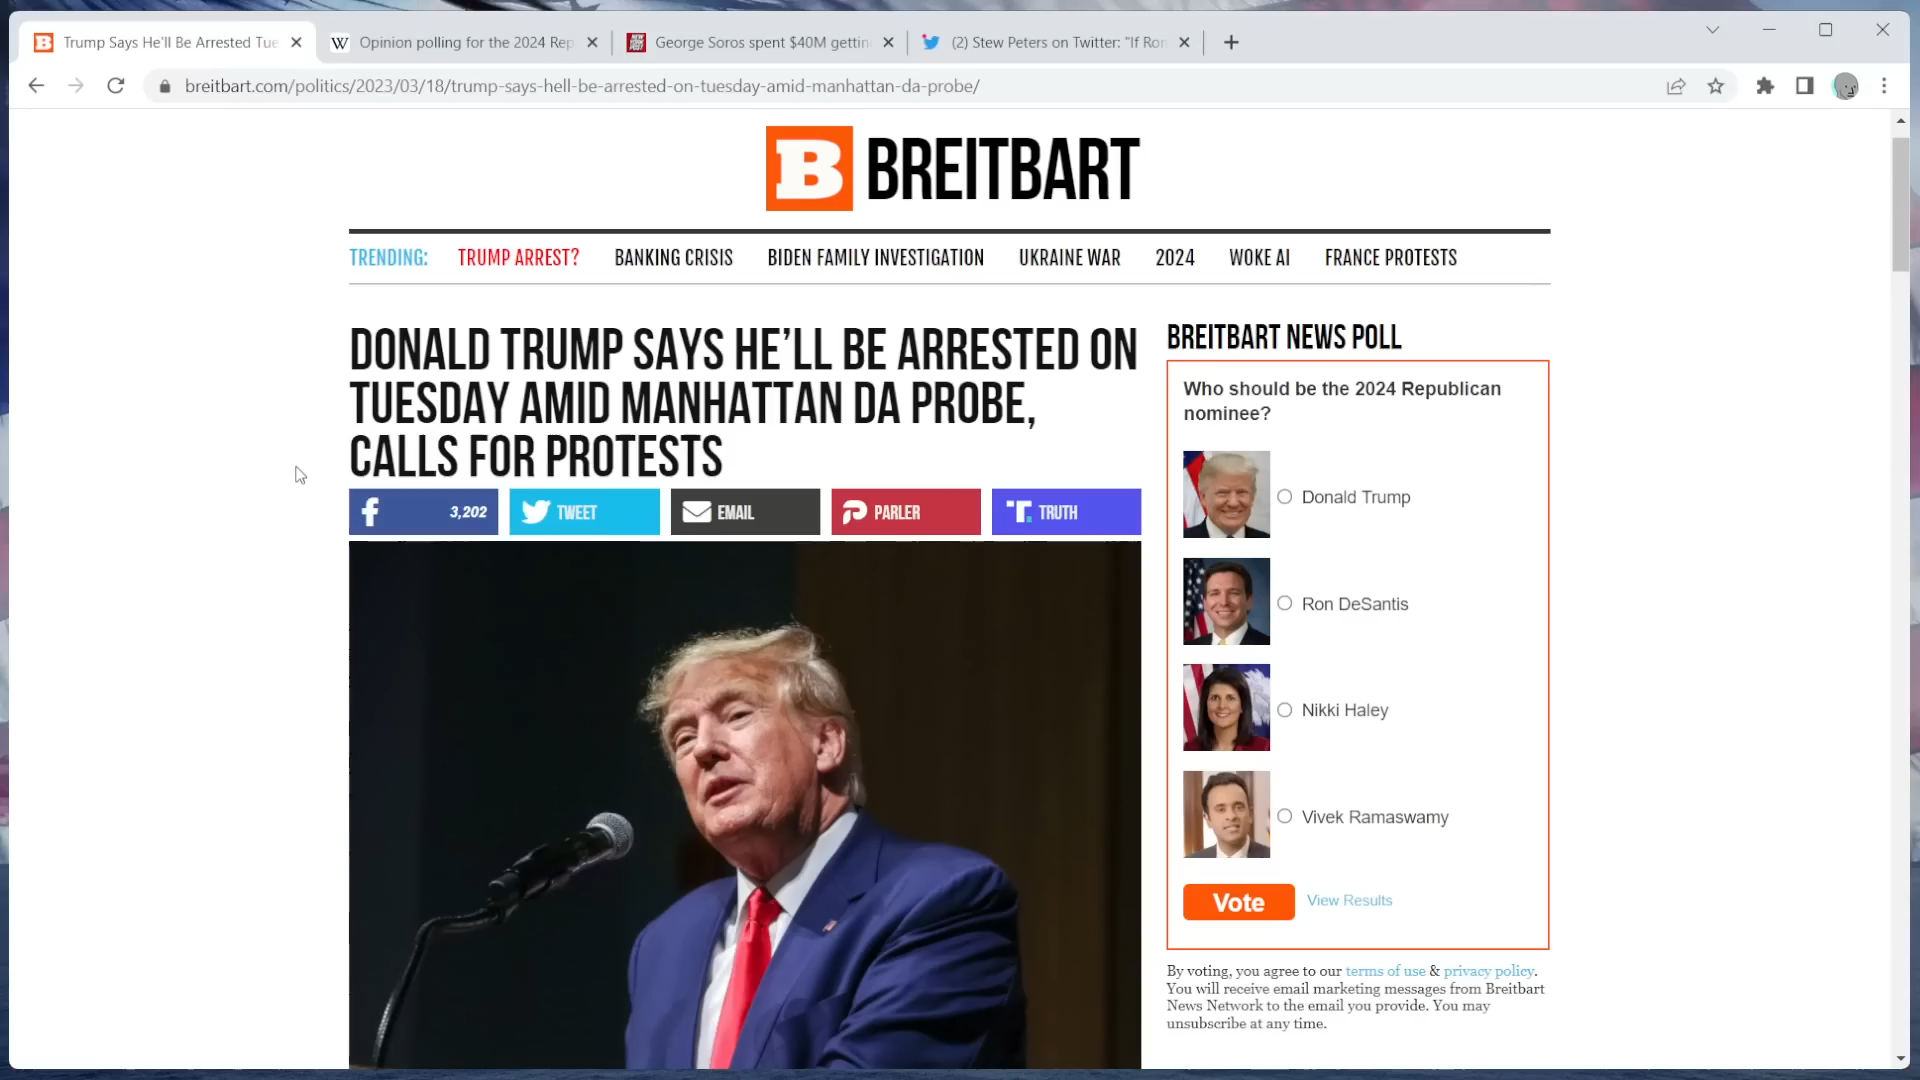 Trump Says He'll Be Arrested Tue
Opinion polling for the 2024 Rep
George Soros spent $40M gettin
(2) Stew Peters on Twitter: "If Ron
breitbart.com/politics/2023/03/18/trump-says-hell-be-arrested-on-tuesday-amid-manhattan-da-probe/
B BREITBART
TRENDING: TRUMP ARREST? BANKING CRISIS BIDEN FAMILY INVESTIGATION UKRAINE WAR 2024 WOKE AI FRANCE PROTESTS
DONALD TRUMP SAYS HE'LL BE ARRESTED ON
TUESDAY AMID MANHATTAN DA PROBE,
CALLS FOR PROTESTS
3,202 TWEET EMAIL PARLER TRUTH
BREITBART NEWS POLL
Who should be the 2024 Republican
nominee?
Donald Trump
Ron DeSantis
Nikki Haley
Vivek Ramaswamy
Vote View Results
By voting, you agree to our terms of use & privacy policy.
You will receive email marketing messages from Breitbart
News Network to the email you provide. You may
unsubscribe at any time.